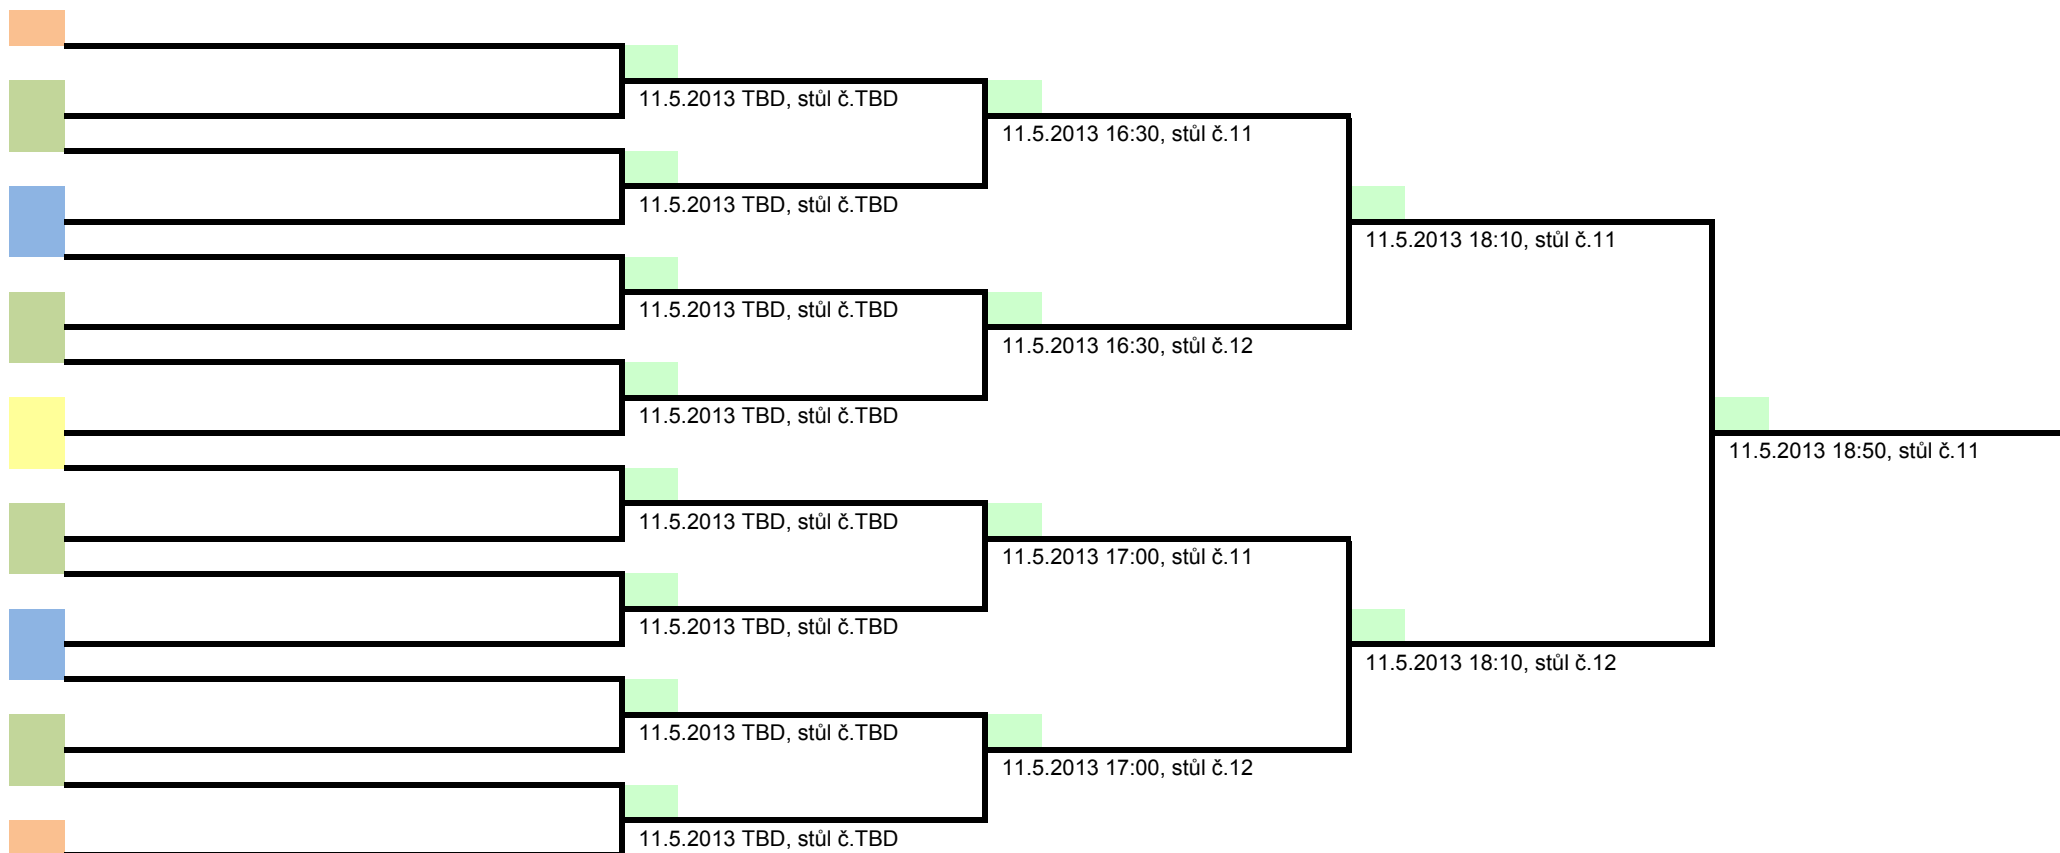 11.5.2013 TBD, stůl č.TBD
11.5.2013 16:30, stůl č.11
11.5.2013 TBD, stůl č.TBD
11.5.2013 18:10, stůl č.11
11.5.2013 TBD, stůl č.TBD
11.5.2013 16:30, stůl č.12
11.5.2013 TBD, stůl č.TBD
11.5.2013 18:50, stůl č.11
11.5.2013 TBD, stůl č.TBD
11.5.2013 17:00, stůl č.11
11.5.2013 TBD, stůl č.TBD
11.5.2013 18:10, stůl č.12
11.5.2013 TBD, stůl č.TBD
11.5.2013 17:00, stůl č.12
11.5.2013 TBD, stůl č.TBD